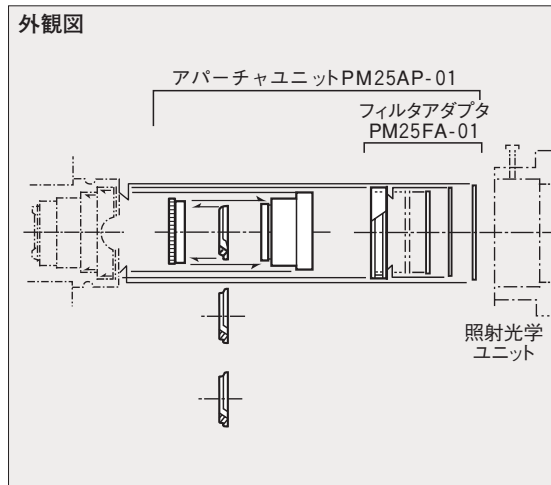 外観図
アパーチャユニットPM25AP-01
フィルタアダプタ
PM25FA-01
照射光学
ユニット